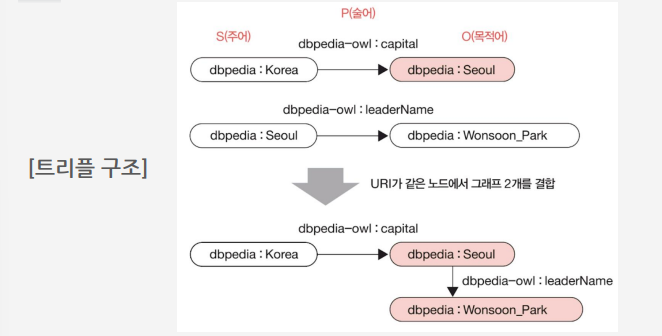 P(술어)
S(주어)
O(목적어)
dbpedia-owl : capital
dbpedia : Korea
dbpedia : Seoul
dbpedia-owl : leaderName
dbpedia : Seoul
dbpedia : Wonsoon_Park
[트리플 구조]
URI가 같은 노드에서 그래프 2개를 결합
dbpedia-owl : capital
dbpedia : Korea
dbpedia : Seoul
dbpedia-owl : leaderName
dbpedia : Wonsoon_Park